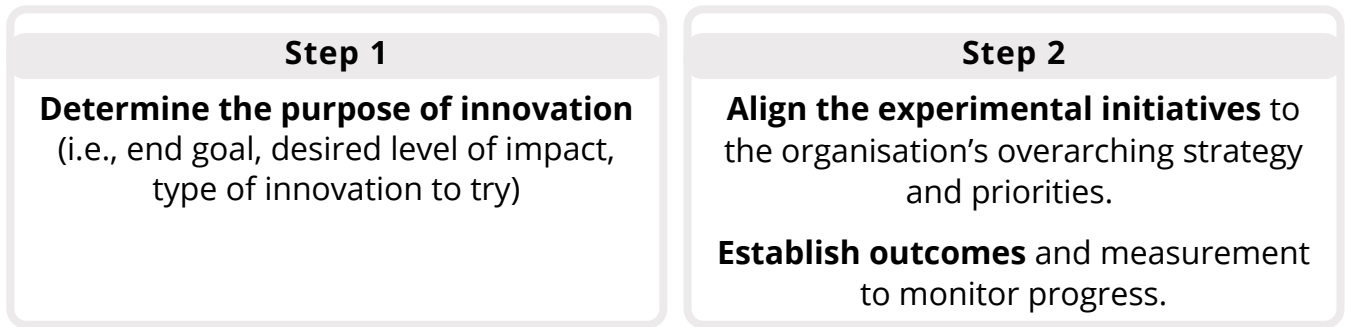 Step 1
Determine the purpose of innovation
(i.e., end goal, desired level of impact,
type of innovation to try)
Step 2
Align the experimental initiatives to
the organisation’s overarching strategy
and priorities.
Establish outcomes and measurement
to monitor progress.